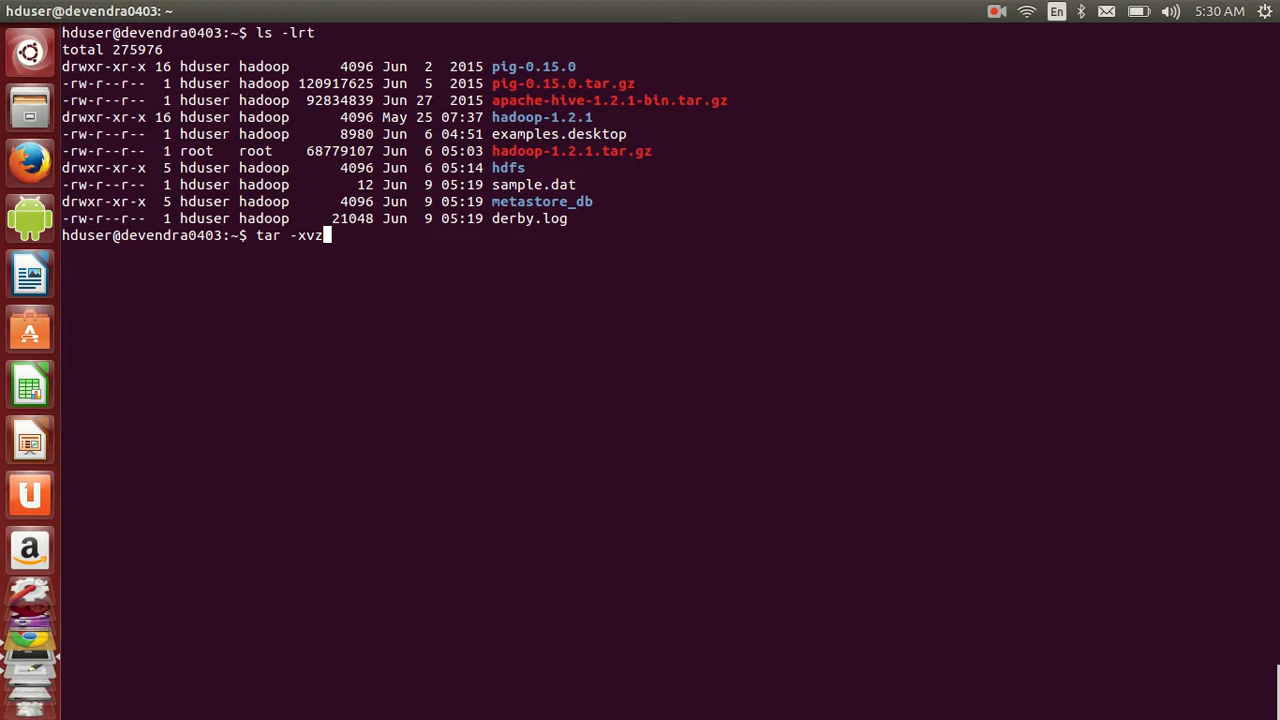 hduser@devendra0403: ~
En
5:30 AM
hduser@devendra0403:~$ ls -lrt
total 275976
drwxr-xr-x 16 hduser hadoop      4096 Jun  2  2015 pig-0.15.0
-rw-r--r--  1 hduser hadoop 120917625 Jun  5  2015 pig-0.15.0.tar.gz
-rw-r--r--  1 hduser hadoop  92834839 Jun 27  2015 apache-hive-1.2.1-bin.tar.gz
drwxr-xr-x 16 hduser hadoop      4096 May 25 07:37 hadoop-1.2.1
-rw-r--r--  1 hduser hadoop      8980 Jun  6 04:51 examples.desktop
-rw-r--r--  1 root   root    68779107 Jun  6 05:03 hadoop-1.2.1.tar.gz
drwxr-xr-x  5 hduser hadoop      4096 Jun  6 05:14 hdfs
-rw-r--r--  1 hduser hadoop        12 Jun  9 05:19 sample.dat
drwxr-xr-x  5 hduser hadoop      4096 Jun  9 05:19 metastore_db
-rw-r--r--  1 hduser hadoop     21048 Jun  9 05:19 derby.log
hduser@devendra0403:~$ tar -xvz